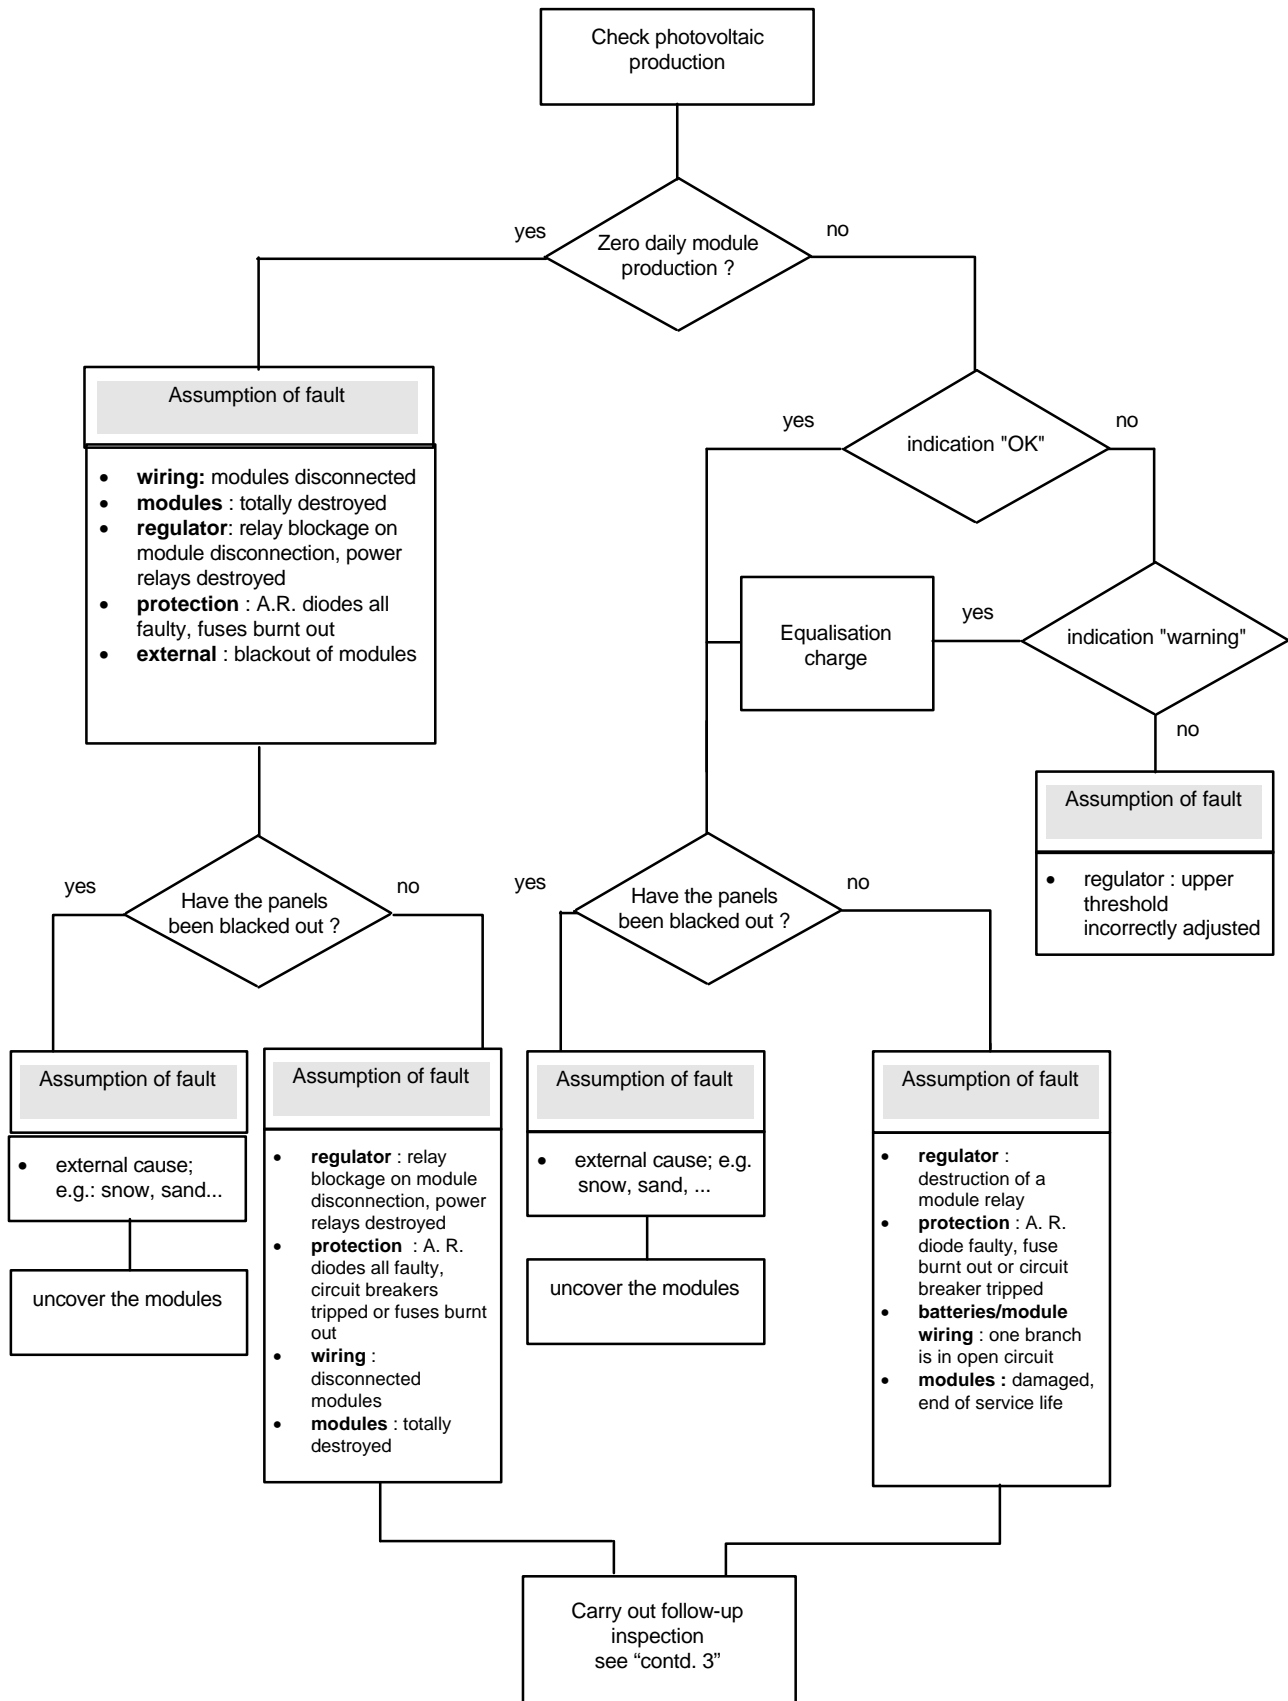 Check photovoltaic
production
yes
Zero daily module
production ?
no
Assumption of fault
• wiring: modules disconnected
• modules : totally destroyed
• regulator: relay blockage on
module disconnection, power
relays destroyed
• protection : A.R. diodes all
faulty, fuses burnt out
• external : blackout of modules
yes
indication "OK"
no
Equalisation
charge
yes
indication "warning"
no
Assumption of fault
• regulator : upper
threshold
incorrectly adjusted
yes
Have the panels
been blacked out ?
no
yes
Have the panels
been blacked out ?
no
Assumption of fault
• external cause;
e.g.: snow, sand...
uncover the modules
Assumption of fault
• regulator : relay
blockage on module
disconnection, power
relays destroyed
• protection : A. R.
diodes all faulty,
circuit breakers
tripped or fuses burnt
out
• wiring :
disconnected
modules
• modules : totally
destroyed
Assumption of fault
• external cause; e.g.
snow, sand, ...
uncover the modules
Assumption of fault
• regulator :
destruction of a
module relay
• protection : A. R.
diode faulty, fuse
burnt out or circuit
breaker tripped
• batteries/module
wiring : one branch
is in open circuit
• modules : damaged,
end of service life
Carry out follow-up
inspection
see “contd. 3”